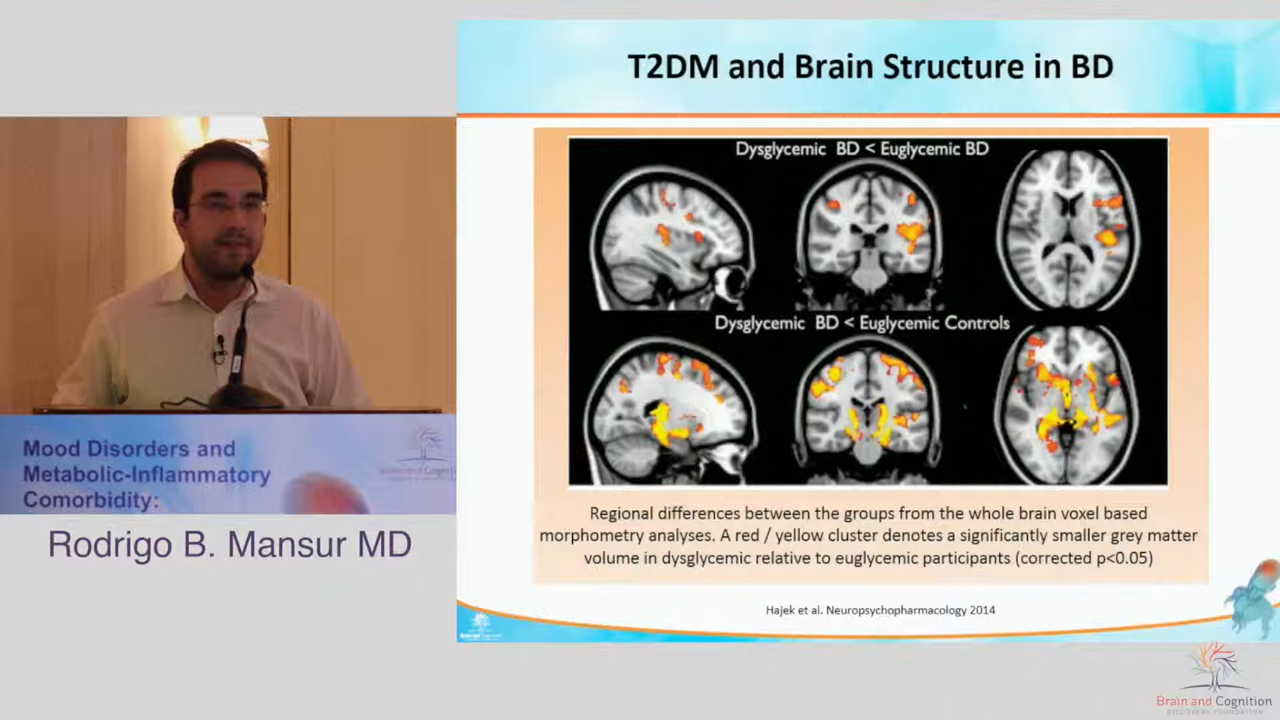 T2DM and Brain Structure in BD
Dysglycemic BD < Euglycemic BD
Dysglycemic BD < Euglycemic Controls
Regional differences between the groups from the whole brain voxel based
morphometry analyses. A red / yellow cluster denotes a significantly smaller grey matter
volume in dysglycemic relative to euglycemic participants (corrected p<0.05)
Hajek et al. Neuropsychopharmacology 2014
Mood Disorders and
Metabolic-Inflammatory
Comorbidity:
Rodrigo B. Mansur MD
Brain and Cognition
DISCOVERY FOUNDATION